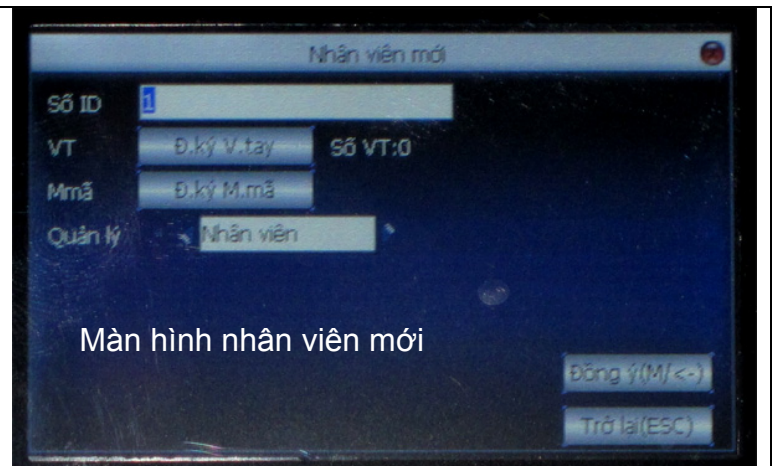 Nhân viên mới
Số ID 1
VT Đ.ký V.tay Số VT:0
Mmã Đ.ký M.mã
Quản lý Nhân viên
Màn hình nhân viên mới
Đồng ý(M/<-)
Trở lại(ESC)